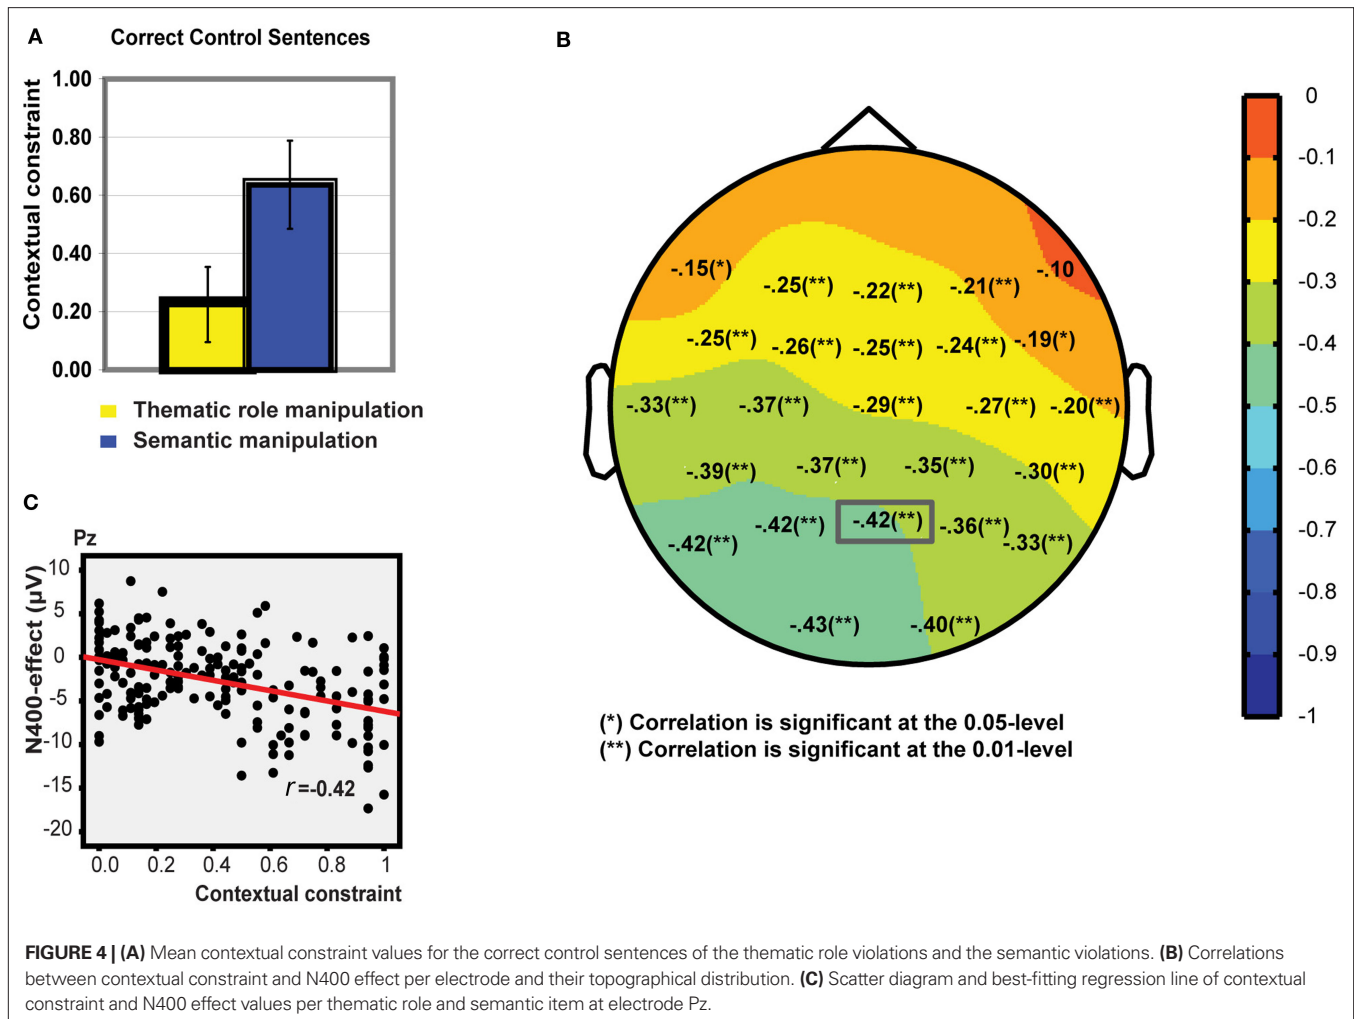 A
Correct Control Sentences
Contextual constraint
1.00
0.80
0.60
0.40
0.20
0.00
Thematic role manipulation
Semantic manipulation
B
-.15(*)
-.25(**)
-.22(**)
-.21(**)
-.10
-.25(**)
-.26(**)
-.25(**)
-.24(**)
-.19(*)
-.33(**)
-.37(**)
-.29(**)
-.27(**)
-.20(**)
-.39(**)
-.37(**)
-.35(**)
-.30(**)
-.42(**)
-.42(**)
-.42(**)
-.36(**)
-.33(**)
-.43(**)
-.40(**)
0
-0.1
-0.2
-0.3
-0.4
-0.5
-0.6
-0.7
-0.8
-0.9
-1
(*) Correlation is significant at the 0.05-level
(**) Correlation is significant at the 0.01-level
C
Pz
N400-effect (µV)
10
5
0
-5
-10
-15
-20
r=-0.42
0.0 0.2 0.4 0.6 0.8 1
Contextual constraint
FIGURE 4 | (A) Mean contextual constraint values for the correct control sentences of the thematic role violations and the semantic violations. (B) Correlations
between contextual constraint and N400 effect per electrode and their topographical distribution. (C) Scatter diagram and best-fitting regression line of contextual
constraint and N400 effect values per thematic role and semantic item at electrode Pz.